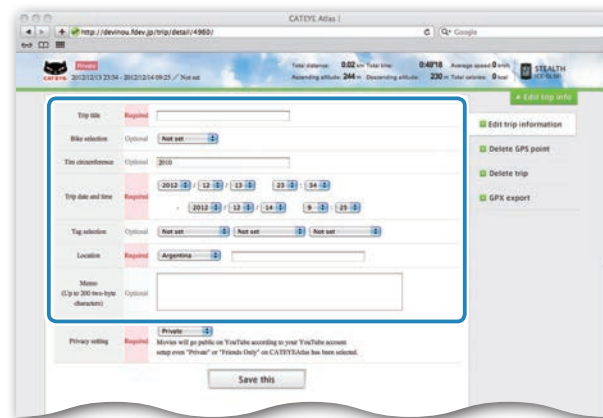 CATEYE Atlas |
http://devinou.fdev.jp/trip/detail/4960/
Google
CATEYE
Private
2012/12/13 23:34 - 2012/12/14 09:25 / Not set
Total distance: 0.02 km Total time: 0:49'18 Average speed 0 km/h
Ascending altitude: 244 m Descending altitude: 230 m Total calories: 0 kcal
STEALTH
Edit trip info
Trip title Required
Bike selection Optional Not set
Tire circumference Optional 2010
Trip date and time Required 2012 / 12 / 13 23 : 34
- 2012 / 12 / 14 9 : 25
Tag selection Optional Not set Not set Not set
Location Required Argentina
Memo
(Up to 200 two-byte
characters)
Optional
Privacy setting Required Private
Movies will go public on YouTube according to your YouTube account
setup even "Private" or "Friends Only" on CATEYEAtlas has been selected.
Save this
Edit trip information
Delete GPS point
Delete trip
GPX export